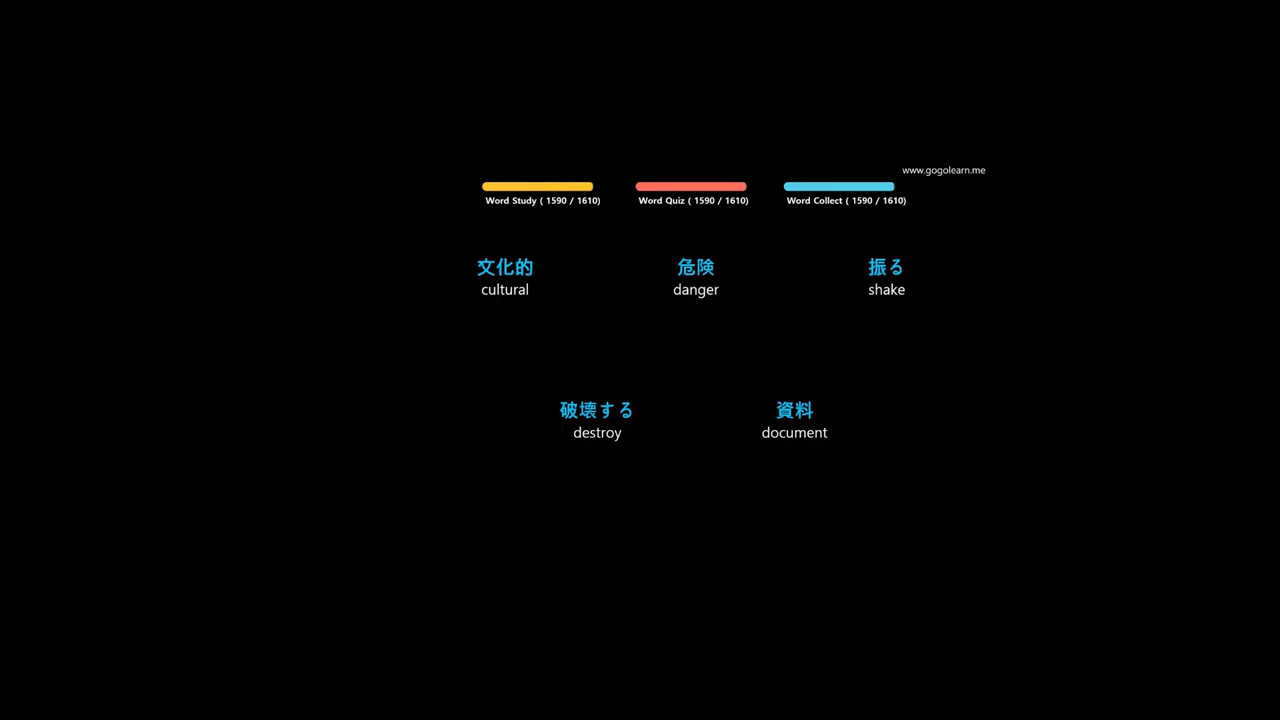 www.gogolearn.me
Word Study ( 1590 / 1610) Word Quiz ( 1590 / 1610) Word Collect ( 1590 / 1610)
文化的 危険 振る
cultural danger shake
破壊する 資料
destroy document